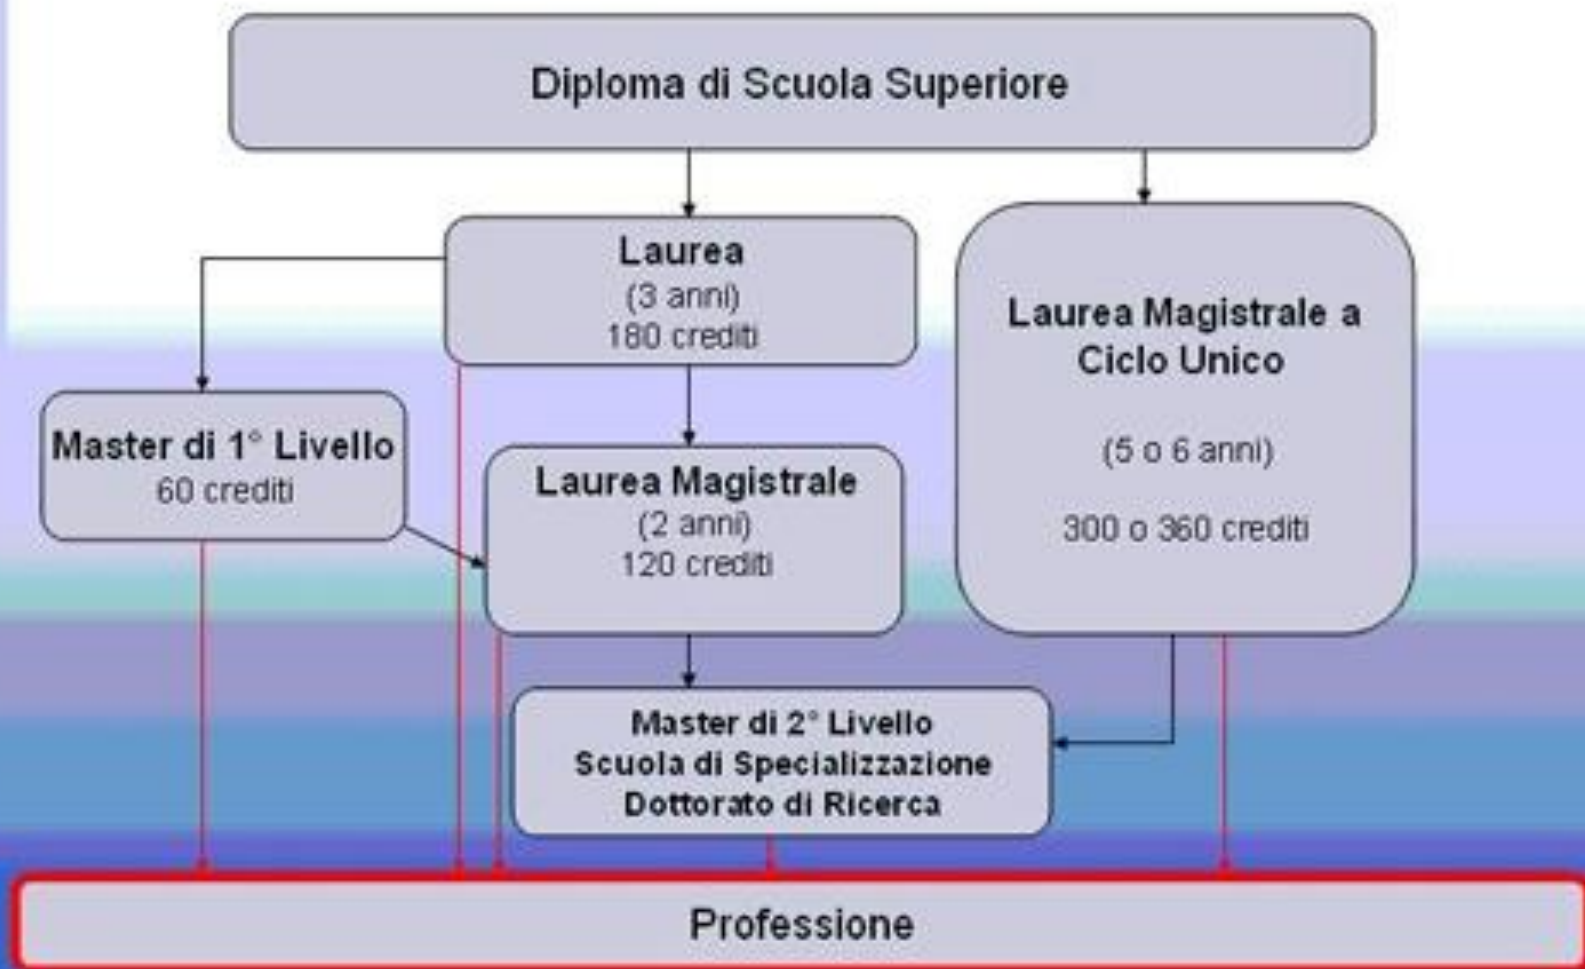 Diploma di Scuola Superiore
Laurea
(3 anni)
180 crediti
Laurea Magistrale a
Ciclo Unico
(5 o 6 anni)
300 o 360 crediti
Master di 1° Livello
60 crediti
Laurea Magistrale
(2 anni)
120 crediti
Master di 2° Livello
Scuola di Specializzazione
Dottorato di Ricerca
Professione